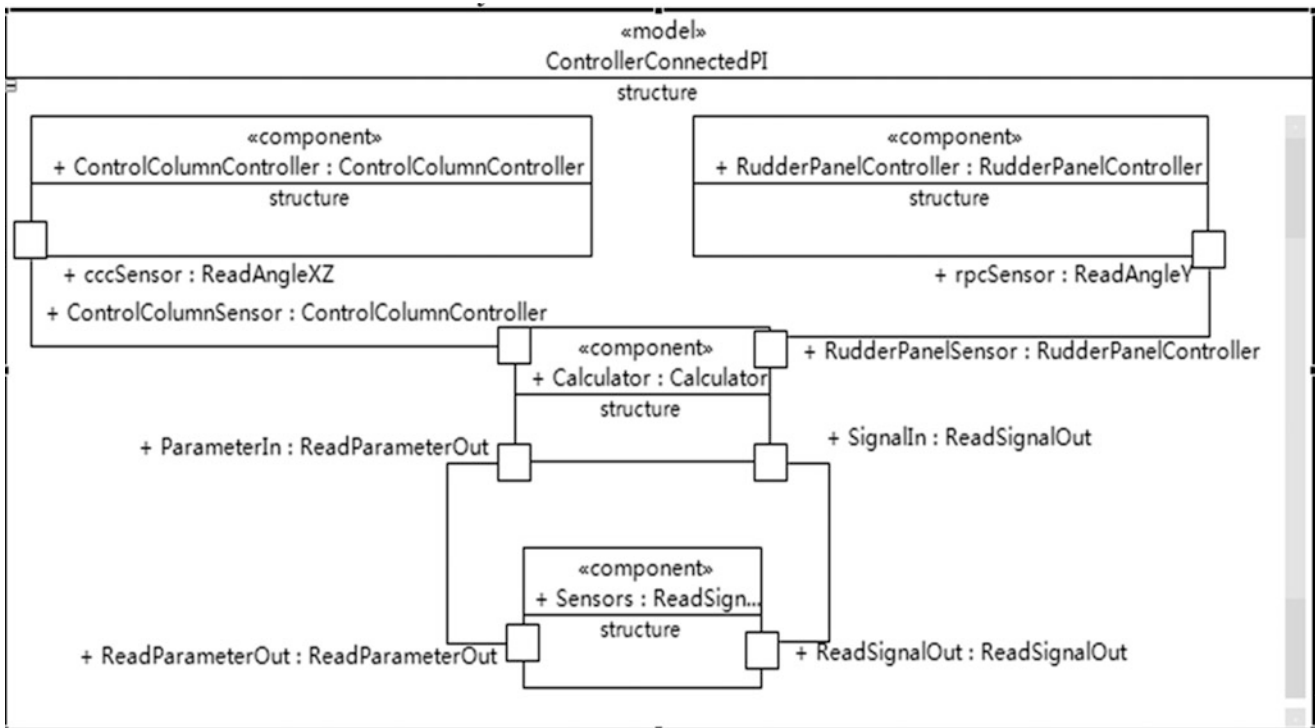 «model»
ControllerConnectedPI
structure
«component»
+ ControlColumnController : ControlColumnController
structure
«component»
+ RudderPanelController : RudderPanelController
structure
+ cccSensor : ReadAngleXZ
+ rpcSensor : ReadAngleY
+ ControlColumnSensor : ControlColumnController
«component»
+ Calculator : Calculator
structure
+ RudderPanelSensor : RudderPanelController
+ ParameterIn : ReadParameterOut
+ SignalIn : ReadSignalOut
«component»
+ Sensors : ReadSign...
structure
+ ReadParameterOut : ReadParameterOut
+ ReadSignalOut : ReadSignalOut